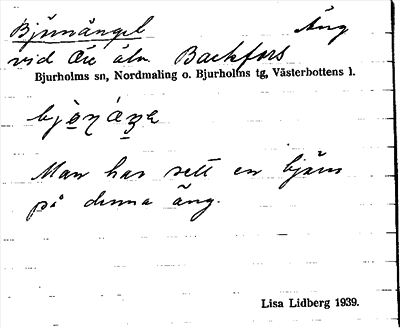 Björnängel Äng
vid Öre älv Backfors
Bjurholms sn, Nordmaling o. Bjurholms tg, Västerbottens l.
Man har sett en björn
på denna äng.
Lisa Lidberg 1939.